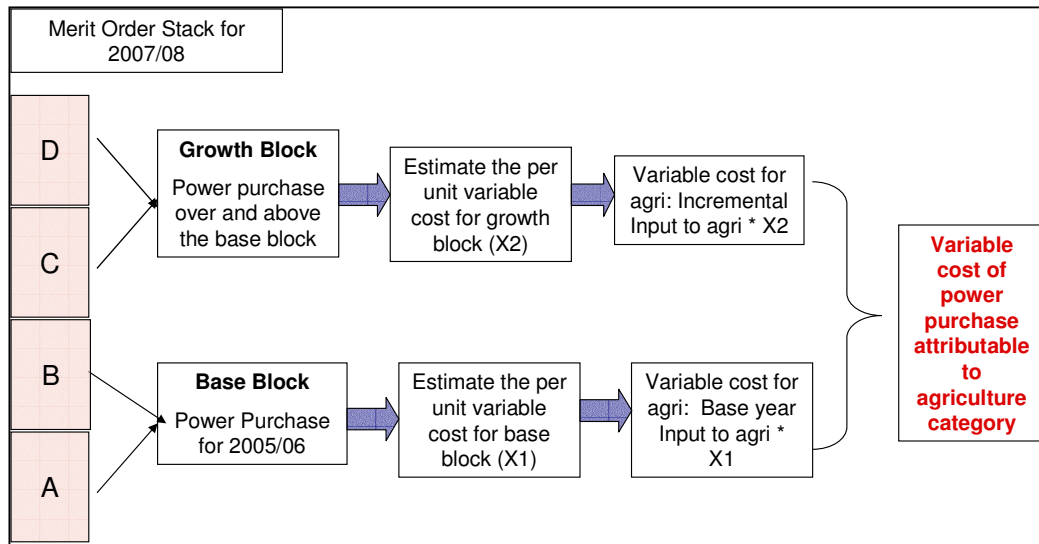 Merit Order Stack for
2007/08
D
C
B
A
Growth Block
Power purchase
over and above
the base block
Estimate the per
unit variable
cost for growth
block (X2)
Variable cost for
agri: Incremental
Input to agri * X2
Base Block
Power Purchase
for 2005/06
Estimate the per
unit variable
cost for base
block (X1)
Variable cost for
agri: Base year
Input to agri *
X1
Variable
cost of
power
purchase
attributable
to
agriculture
category